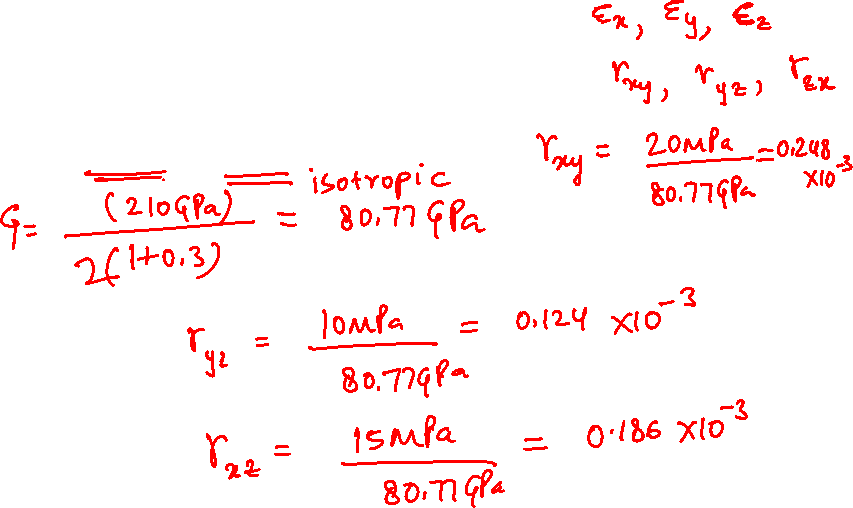 εx, εy, εz
γxy, γyz, γzx
γxy = 20MPa / 80.77GPa = 0.248 ×10^-3
isotropic
G = (210GPa) / 2(1+0.3) = 80.77 GPa
γyz = 10MPa / 80.77GPa = 0.124 ×10^-3
γxz = 15MPa / 80.77GPa = 0.186 ×10^-3